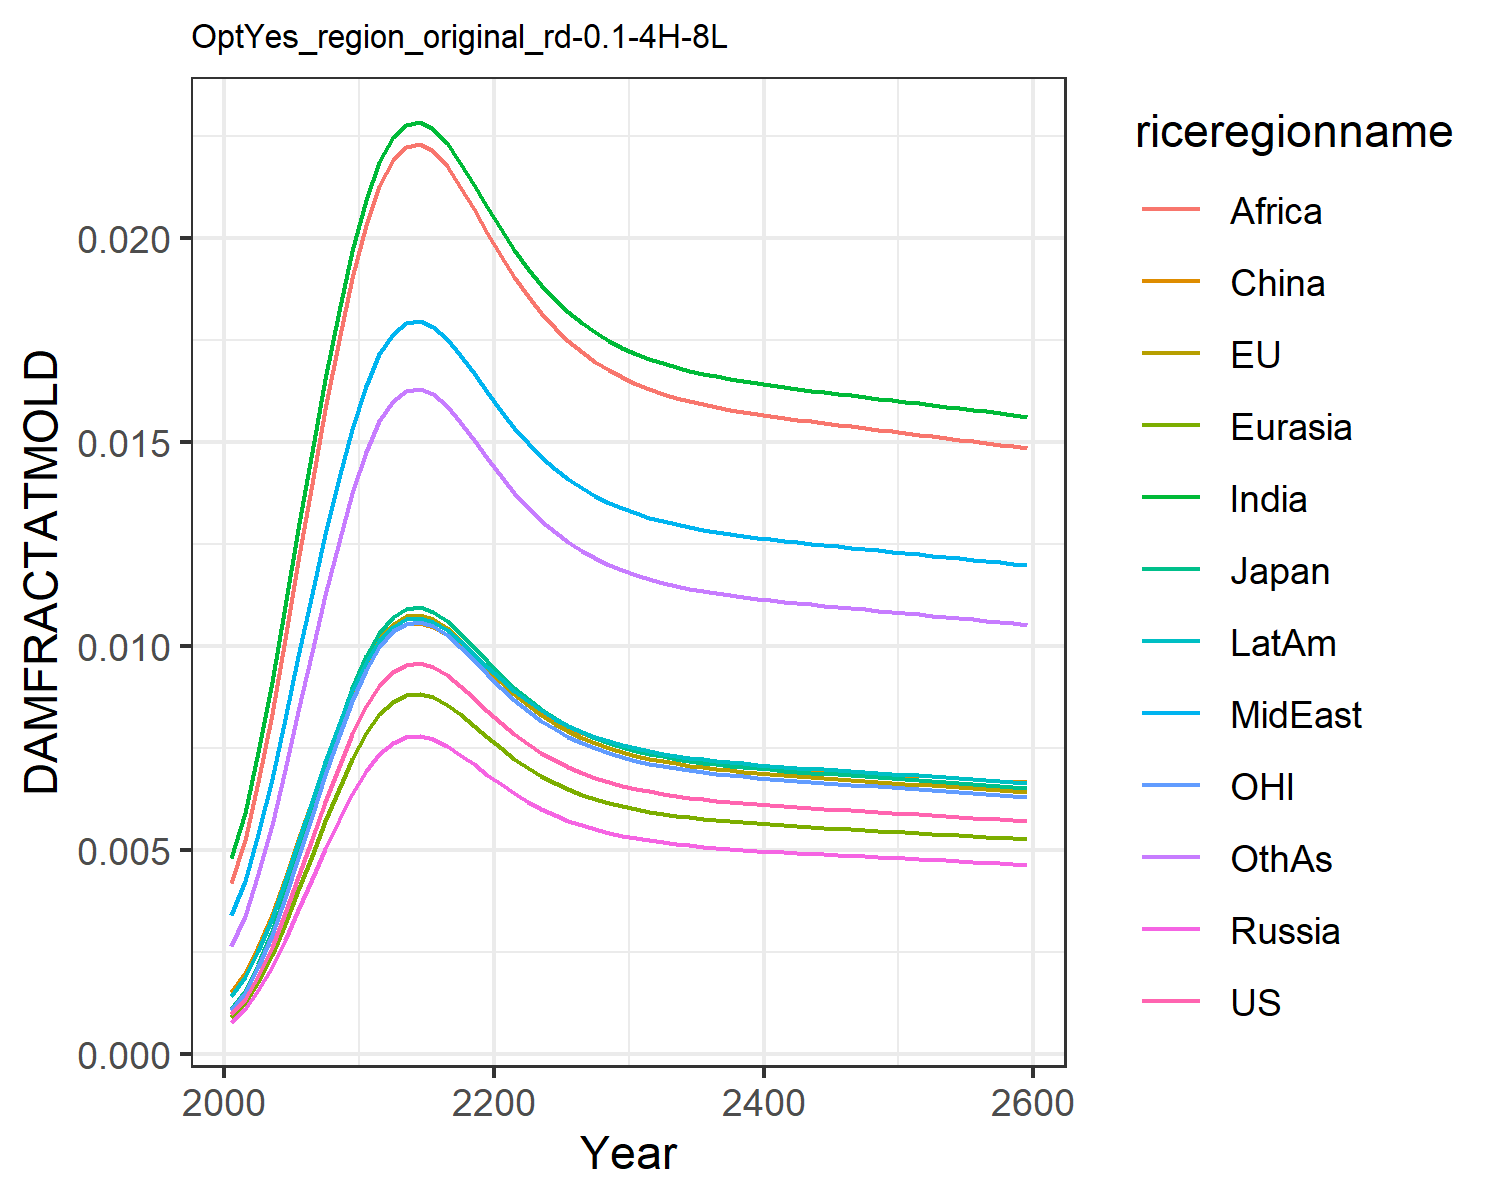 OptYes_region_original_rd-0.1-4H-8L
DAMFRACTATMOLD
0.020
0.015
0.010
0.005
0.000
2000 2200 2400 2600
Year
riceregionname
Africa
China
EU
Eurasia
India
Japan
LatAm
MidEast
OHI
OthAs
Russia
US